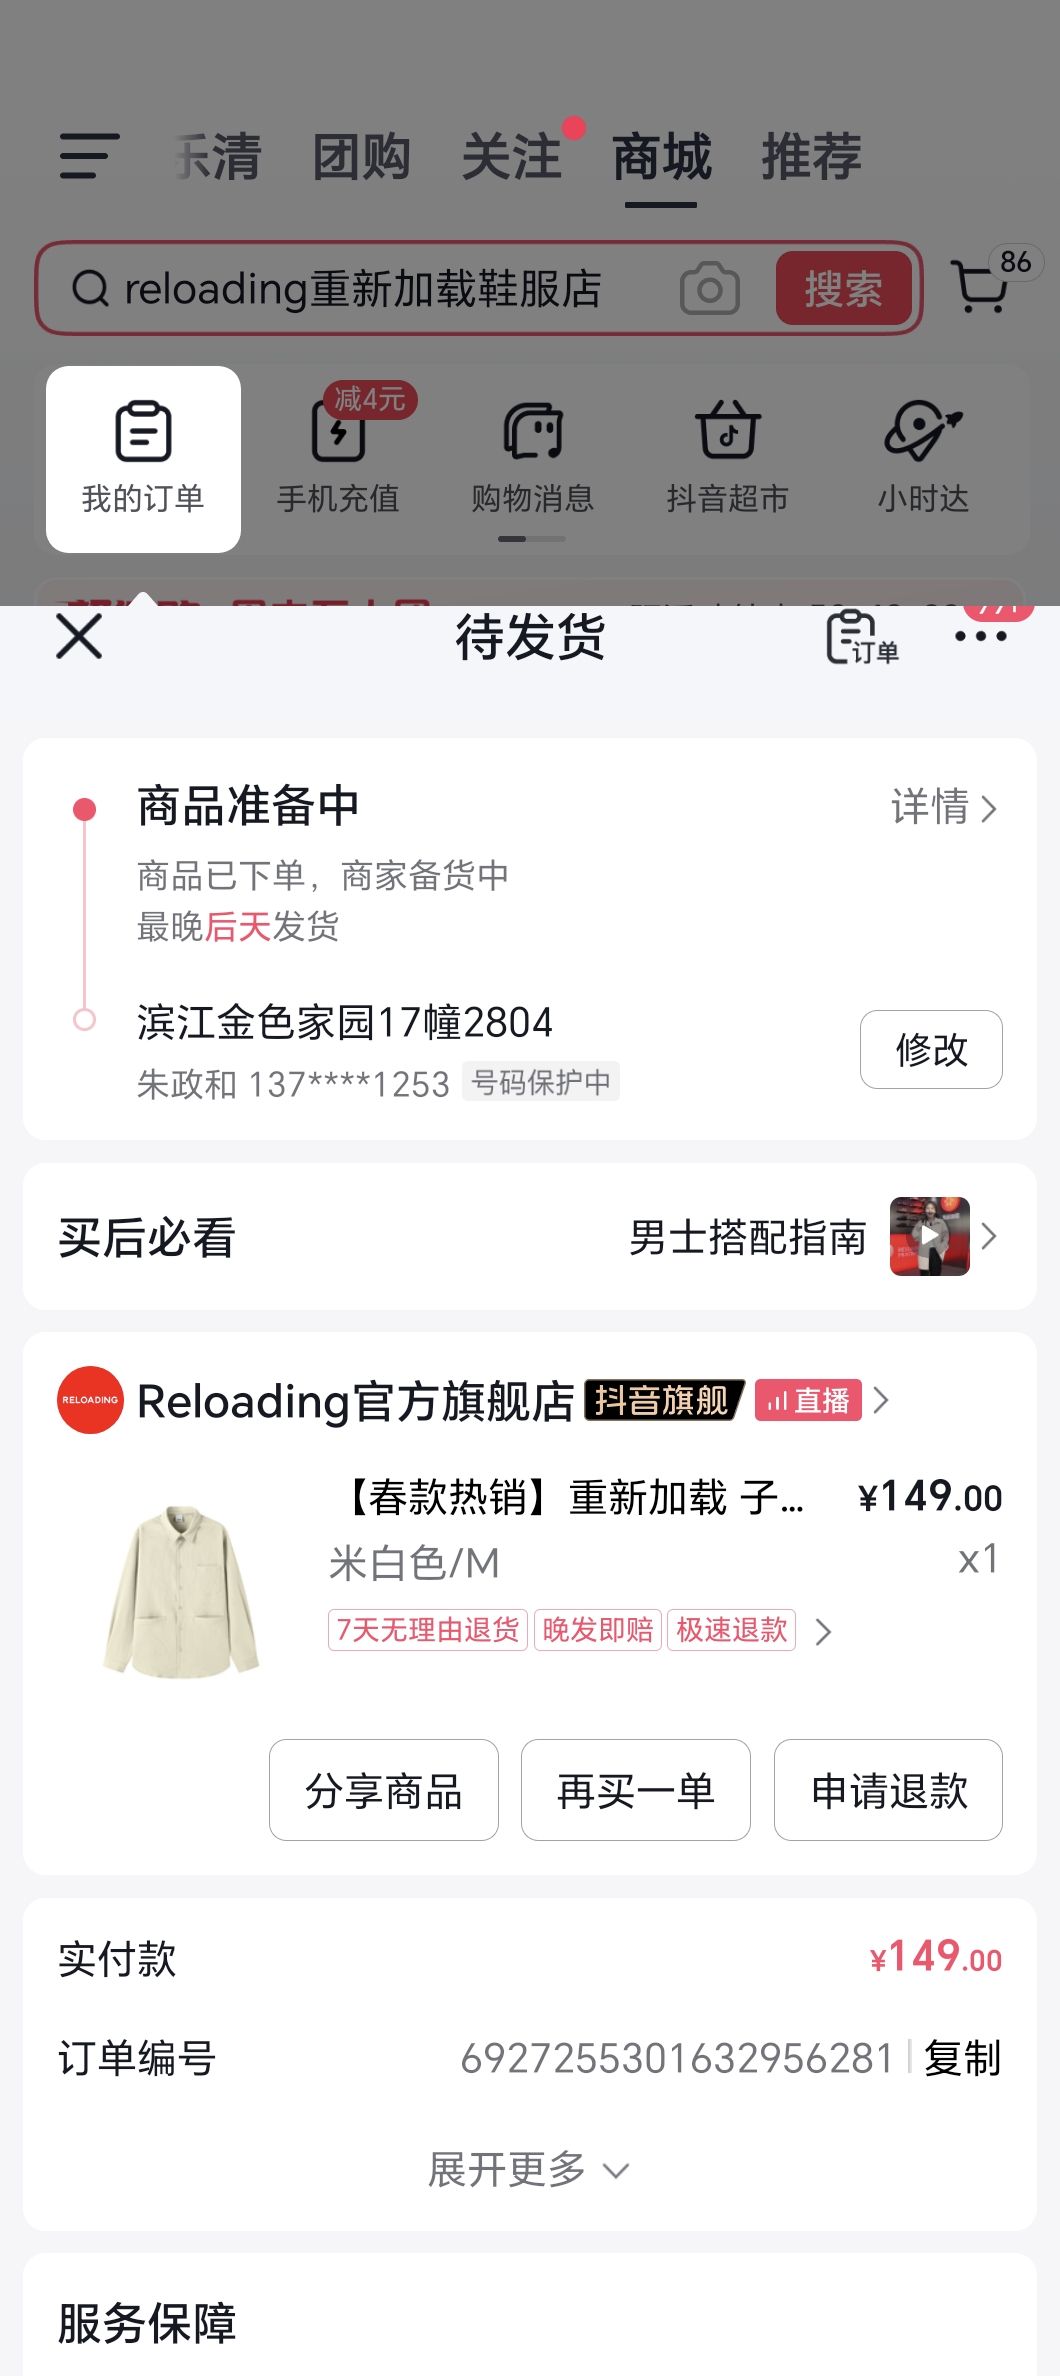 乐清 团购 关注 商城 推荐
reloading重新加载鞋服店 搜索 86
减4元
我的订单 手机充值 购物消息 抖音超市 小时达
待发货 订单
商品准备中 详情
商品已下单，商家备货中
最晚后天发货
滨江金色家园17幢2804
修改
朱政和 137****1253 号码保护中
买后必看 男士搭配指南
RELOADING Reloading官方旗舰店 抖音旗舰 直播
【春款热销】重新加载 子... ¥149.00
米白色/M x1
7天无理由退货 晚发即赔 极速退款
分享商品 再买一单 申请退款
实付款 ¥149.00
订单编号 6927255301632956281 复制
展开更多
服务保障